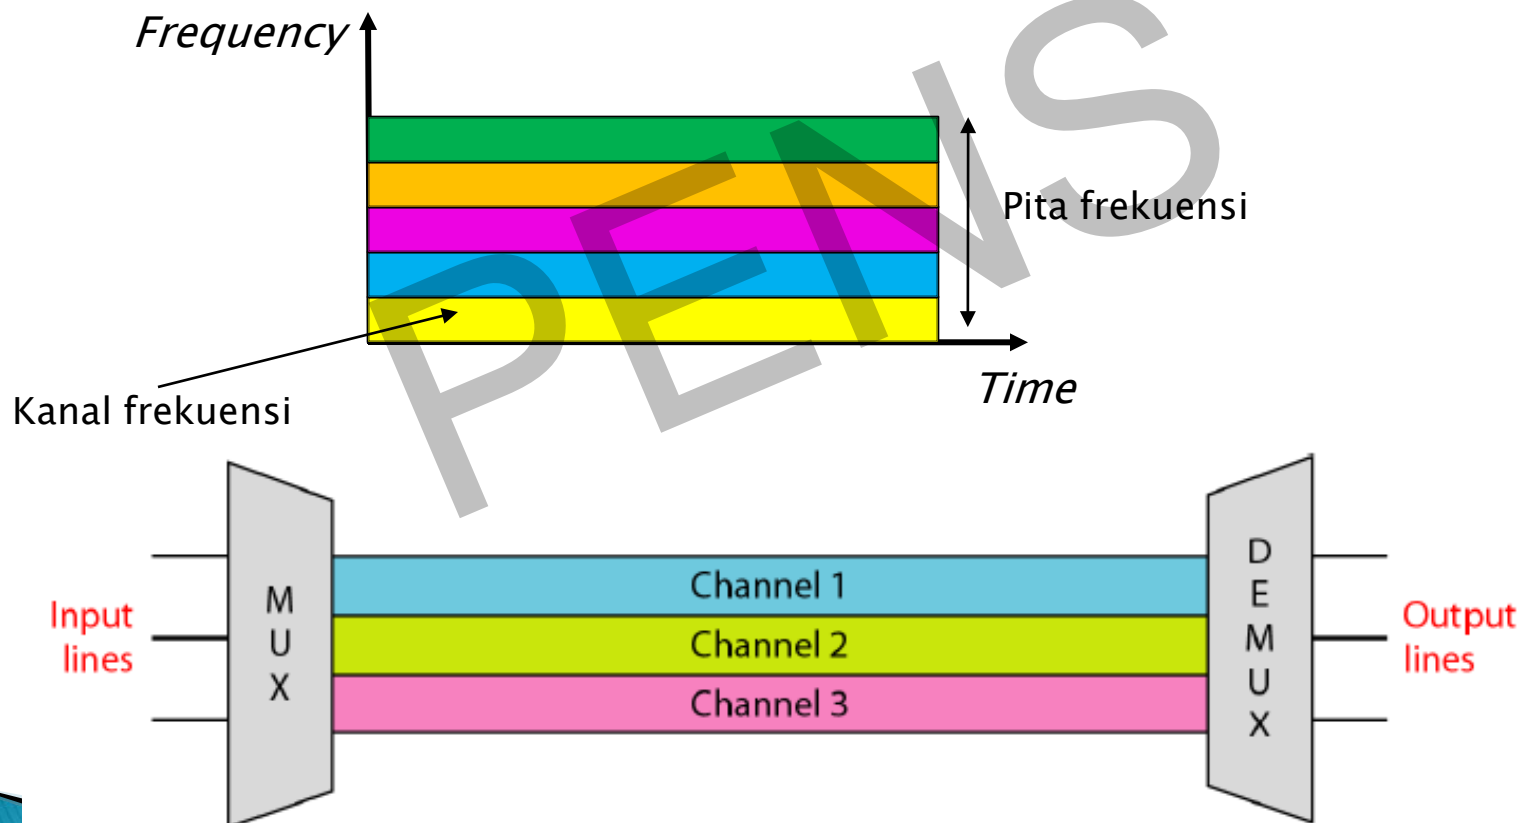 Frequency
Pita frekuensi
Time
Kanal frekuensi
PENS
Input
lines
MUX
Channel 1
Channel 2
Channel 3
DEMUX
Output
lines